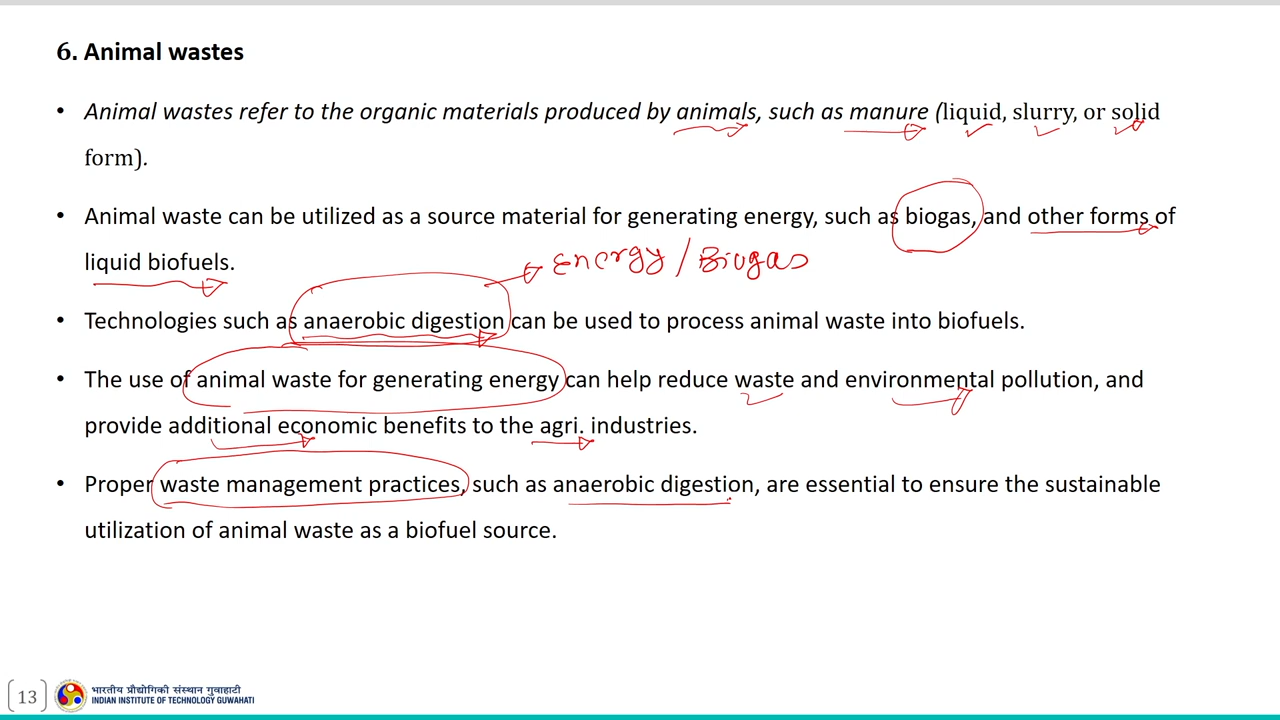 6. Animal wastes
• Animal wastes refer to the organic materials produced by animals, such as manure (liquid, slurry, or solid
form).
• Animal waste can be utilized as a source material for generating energy, such as biogas, and other forms of
liquid biofuels.
Energy / Biogas
• Technologies such as anaerobic digestion can be used to process animal waste into biofuels.
• The use of animal waste for generating energy can help reduce waste and environmental pollution, and
provide additional economic benefits to the agri. industries.
• Proper waste management practices, such as anaerobic digestion, are essential to ensure the sustainable
utilization of animal waste as a biofuel source.
13
भारतीय प्रौद्योगिकी संस्थान गुवाहाटी
INDIAN INSTITUTE OF TECHNOLOGY GUWAHATI